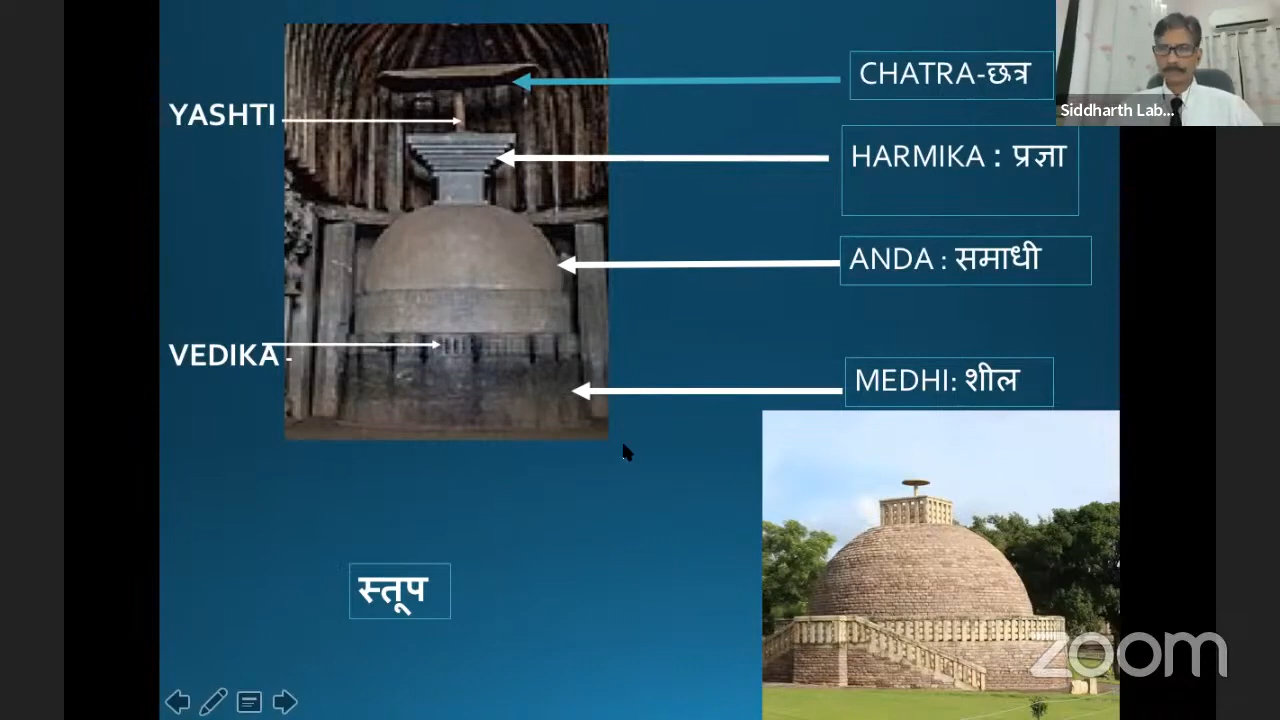 CHATRA-छत्र
Siddharth Lab...
YASHTI
HARMIKA : प्रज्ञा
ANDA : समाधी
VEDIKA -
MEDHI: शील
स्तूप
zoom